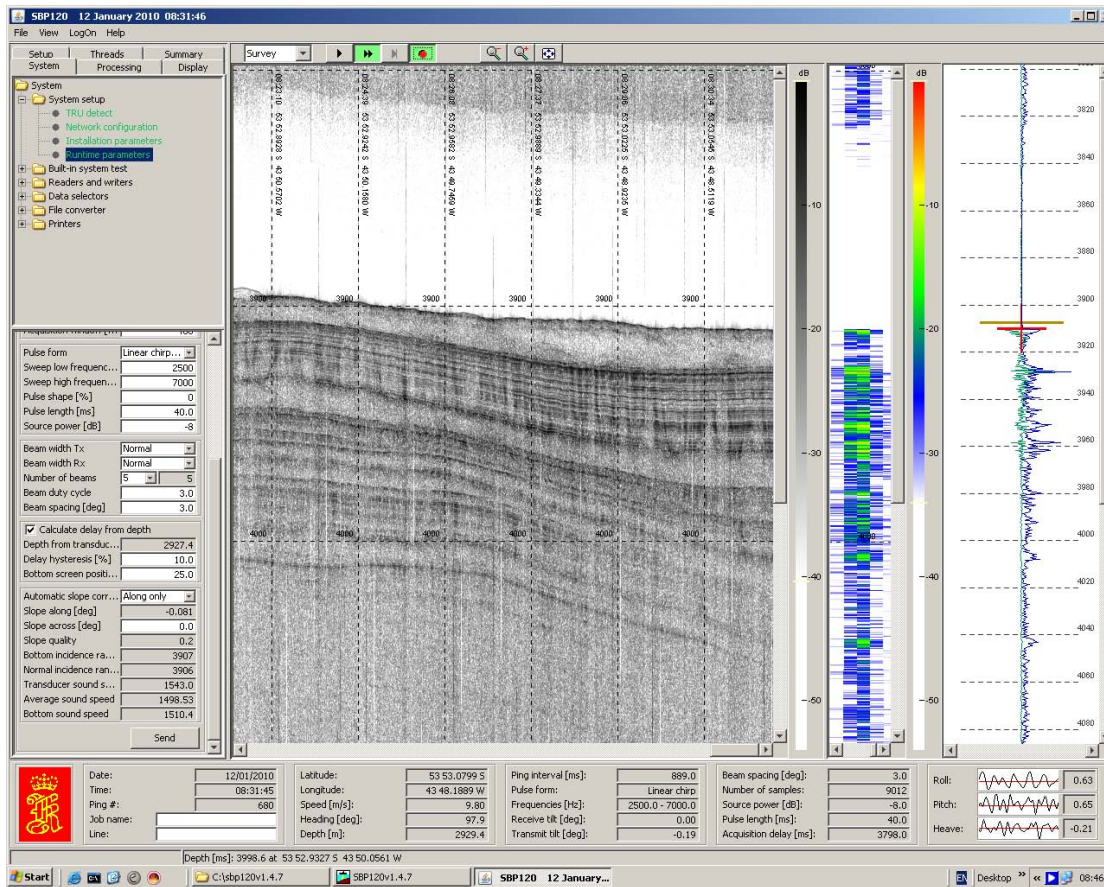 SBP120 12 January 2010 08:31:46
File View LogOn Help
Setup Threads Summary
System Processing Display
System
System setup
TRU detect
Network configuration
Installation parameters
Runtime parameters
Built-in system test
Readers and writers
Data selectors
File converter
Printers
Pulse form Linear chirp...
Sweep low frequenc... 2500
Sweep high frequen... 7000
Pulse shape [%] 0
Pulse length [ms] 40.0
Source power [dB] -8
Beam width Tx Normal
Beam width Rx Normal
Number of beams 5 5
Beam duty cycle 3.0
Beam spacing [deg] 3.0
Calculate delay from depth
Depth from transduc... 2927.4
Delay hysteresis [%] 10.0
Bottom screen positi... 25.0
Automatic slope corr... Along only
Slope along [deg] -0.081
Slope across [deg] 0.0
Slope quality 0.2
Bottom incidence ra... 3907
Normal incidence ran... 3906
Transducer sound s... 1543.0
Average sound speed 1498.53
Bottom sound speed 1510.4
Send
Survey
08:23:10 53 52.8928 S 43 50.5702 W
08:24:39 53 52.9242 S 43 50.1580 W
08:26:08 53 52.9582 S 43 49.7459 W
08:27:37 53 52.9889 S 43 49.3344 W
08:29:06 53 53.0225 S 43 48.9235 W
08:30:34 53 53.0546 S 43 48.5119 W
3900 3900 3900 3900 3900
4000 4000 4000 4000 4000 4000
dB
-10
-20
-30
-40
-50
4000
dB
-10
-20
-30
-40
-50
3820
3840
3860
3880
3900
3920
3940
3960
3980
4000
4020
4040
4060
4080
Date: 12/01/2010
Time: 08:31:45
Ping #: 680
Job name:
Line:
Latitude: 53 53.0799 S
Longitude: 43 48.1889 W
Speed [m/s]: 9.80
Heading [deg]: 97.9
Depth [m]: 2929.4
Ping interval [ms]: 889.0
Pulse form: Linear chirp
Frequencies [Hz]: 2500.0 - 7000.0
Receive tilt [deg]: 0.00
Transmit tilt [deg]: -0.19
Beam spacing [deg]: 3.0
Number of samples: 9012
Source power [dB]: -8.0
Pulse length [ms]: 40.0
Acquisition delay [ms]: 3798.0
Roll: 0.63
Pitch: 0.65
Heave: -0.21
Depth [ms]: 3998.6 at 53 52.9327 S 43 50.0561 W
Start C:\sbp120v1.4.7 SBP120v1.4.7 SBP120 12 January... EN Desktop 08:46